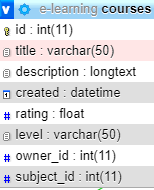 e-learning courses
id : int(11)
title : varchar(50)
description : longtext
created : datetime
rating : float
level : varchar(50)
owner_id : int(11)
subject_id : int(11)